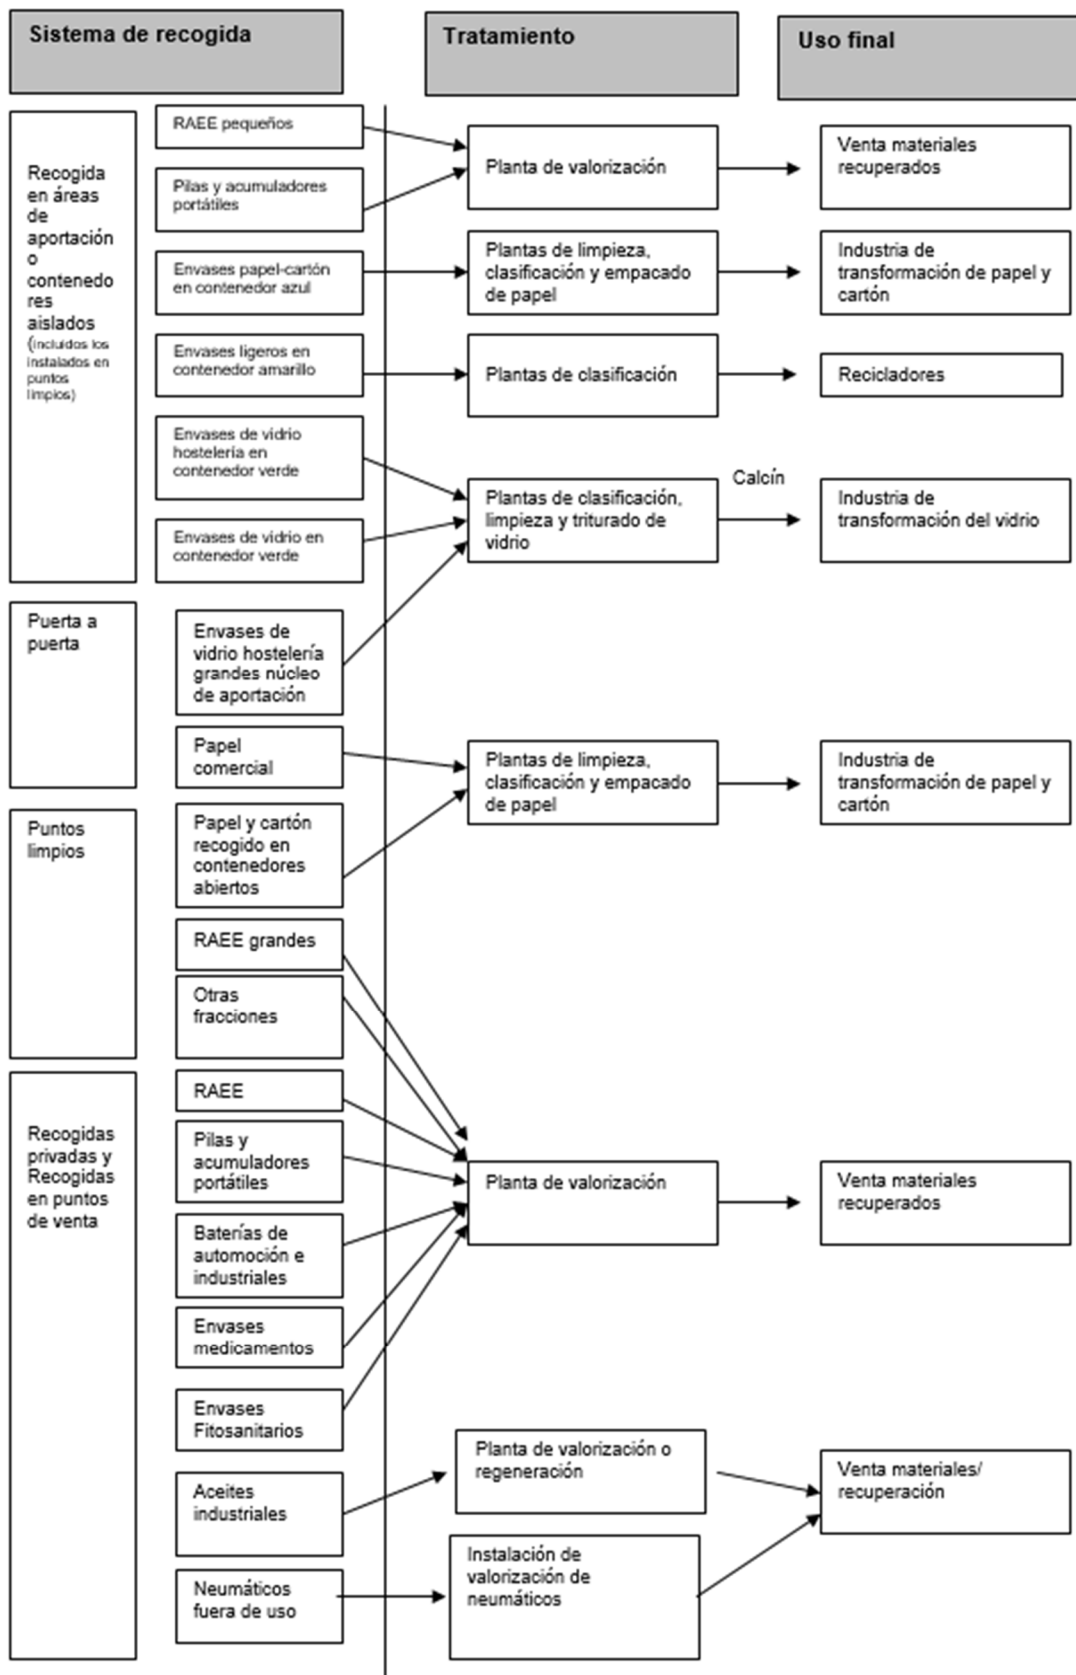 Sistema de recogida
Tratamiento
Uso final
Recogida
en áreas
de
aportación
o
contenedo
res
aislados
(incluidos los
instalados en
puntos
limpios)
RAEE pequeños
Pilas y acumuladores
portátiles
Envases papel-cartón
en contenedor azul
Envases ligeros en
contenedor amarillo
Envases de vidrio
hostelería en
contenedor verde
Envases de vidrio en
contenedor verde
Planta de valorización
Venta materiales
recuperados
Plantas de limpieza,
clasificación y empacado
de papel
Industria de
transformación de papel y
cartón
Plantas de clasificación
Recicladores
Plantas de clasificación,
limpieza y triturado de
vidrio
Calcín
Industria de
transformación del vidrio
Puerta a
puerta
Envases de
vidrio hostelería
grandes núcleo
de aportación
Papel
comercial
Plantas de limpieza,
clasificación y empacado
de papel
Industria de
transformación de papel y
cartón
Puntos
limpios
Papel y cartón
recogido en
contenedores
abiertos
RAEE grandes
Otras
fracciones
Recogidas
privadas y
Recogidas
en puntos
de venta
RAEE
Pilas y
acumuladores
portátiles
Baterías de
automoción e
industriales
Envases
medicamentos
Envases
Fitosanitarios
Aceites
industriales
Neumáticos
fuera de uso
Planta de valorización
Venta materiales
recuperados
Planta de valorización o
regeneración
Instalación de
valorización de
neumáticos
Venta materiales/
recuperación